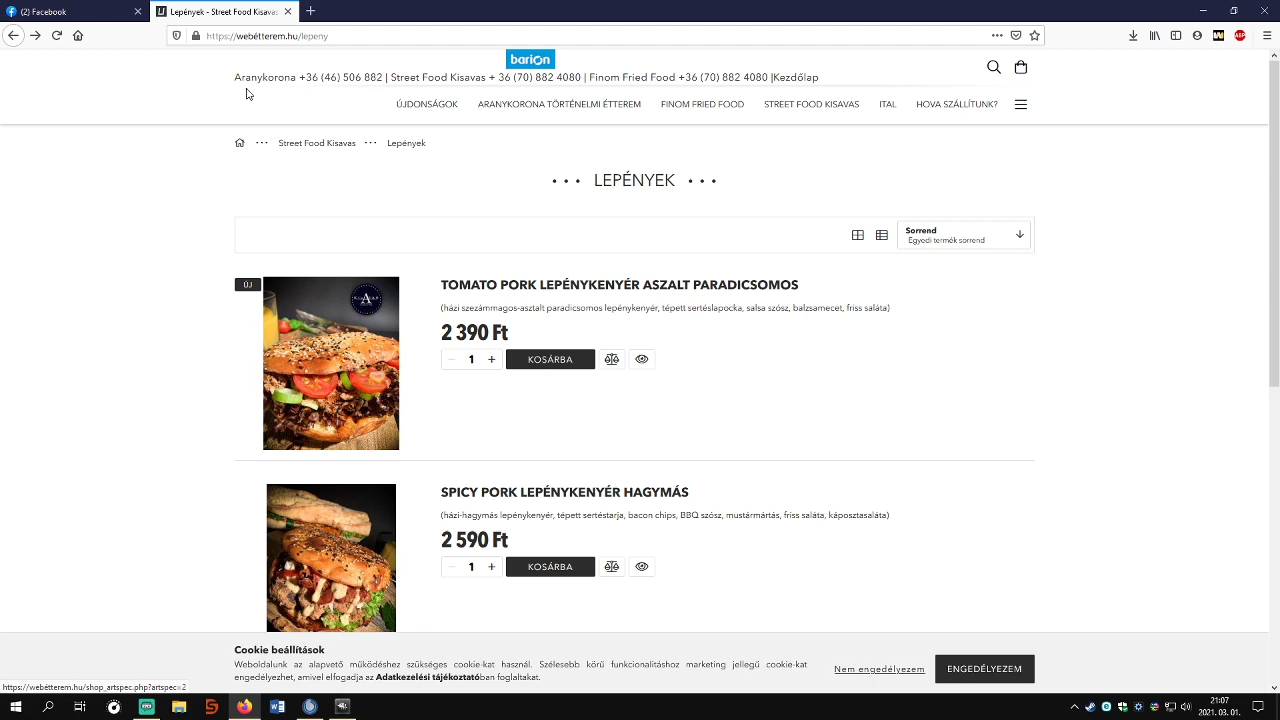 (2) Facebook
Lepények - Street Food Kisavas
https://webétterem.hu/lepeny
ABP
barion
Aranykorona +36 (46) 506 882 | Street Food Kisavas + 36 (70) 882 4080 | Finom Fried Food +36 (70) 882 4080 |Kezdőlap
ÚJDONSÁGOK ARANYKORONA TÖRTÉNELMI ÉTTEREM FINOM FRIED FOOD STREET FOOD KISAVAS ITAL HOVA SZÁLLÍTUNK?
Street Food Kisavas ··· Lepények
LEPÉNYEK
Sorrend
Egyedi termék sorrend
ÚJ
TOMATO PORK LEPÉNYKENYÉR ASZALT PARADICSOMOS
(házi szezámmagos-asztalt paradicsomos lepénykenyér, tépett sertéslapocka, salsa szósz, balzsamecet, friss saláta)
2 390 Ft
1 KOSÁRBA
SPICY PORK LEPÉNYKENYÉR HAGYMÁS
(házi-hagymás lepénykenyér, tépett sertéstarja, bacon chips, BBQ szósz, mustármártás, friss saláta, káposztasaláta)
2 590 Ft
1 KOSÁRBA
Cookie beállítások
Weboldalunk az alapvető működéshez szükséges cookie-kat használ. Szélesebb körű funkcionalitáshoz marketing jellegű cookie-kat
engedélyezhet, amivel elfogadja az Adatkezelési tájékoztatóban foglaltakat.
Nem engedélyezem
ENGEDÉLYEZEM
https://webétterem.hu/shop_artspec.php?artspec=2
21:07
2021. 03. 01.